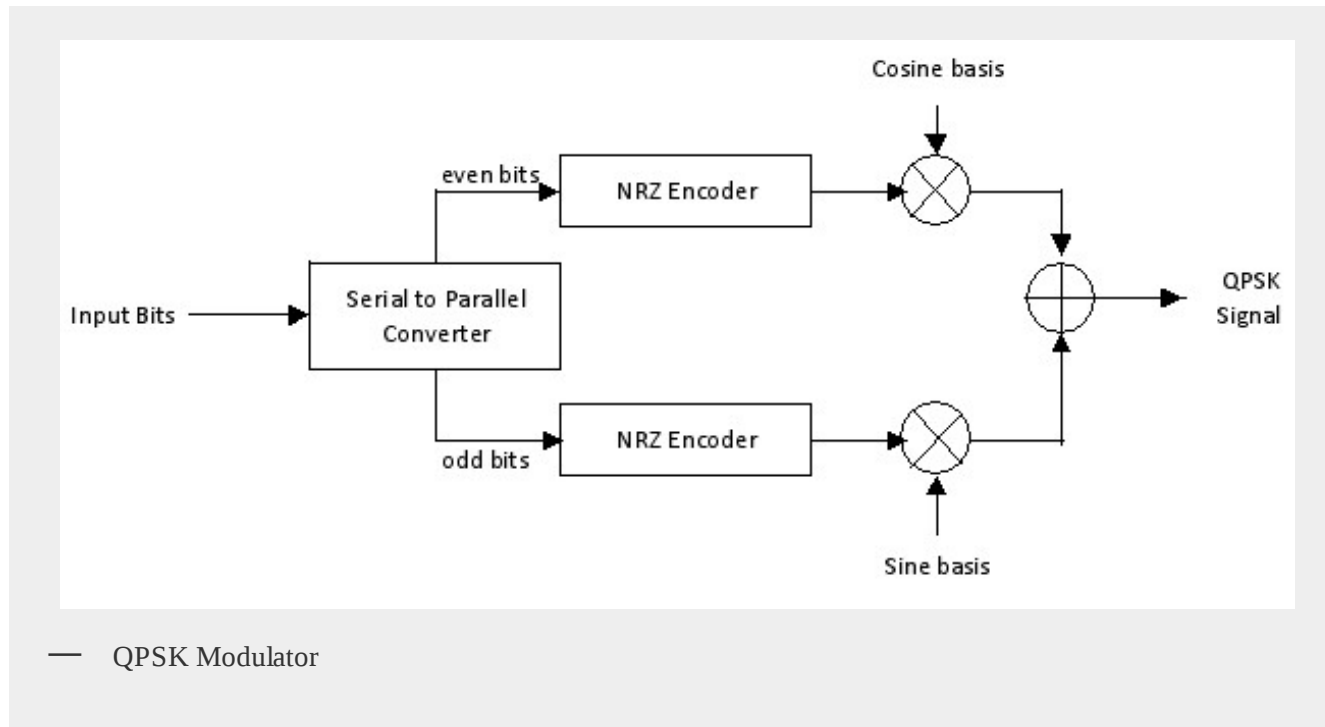 Cosine basis
even bits
NRZ Encoder
Input Bits
Serial to Parallel
Converter
QPSK
Signal
odd bits
NRZ Encoder
Sine basis
— QPSK Modulator